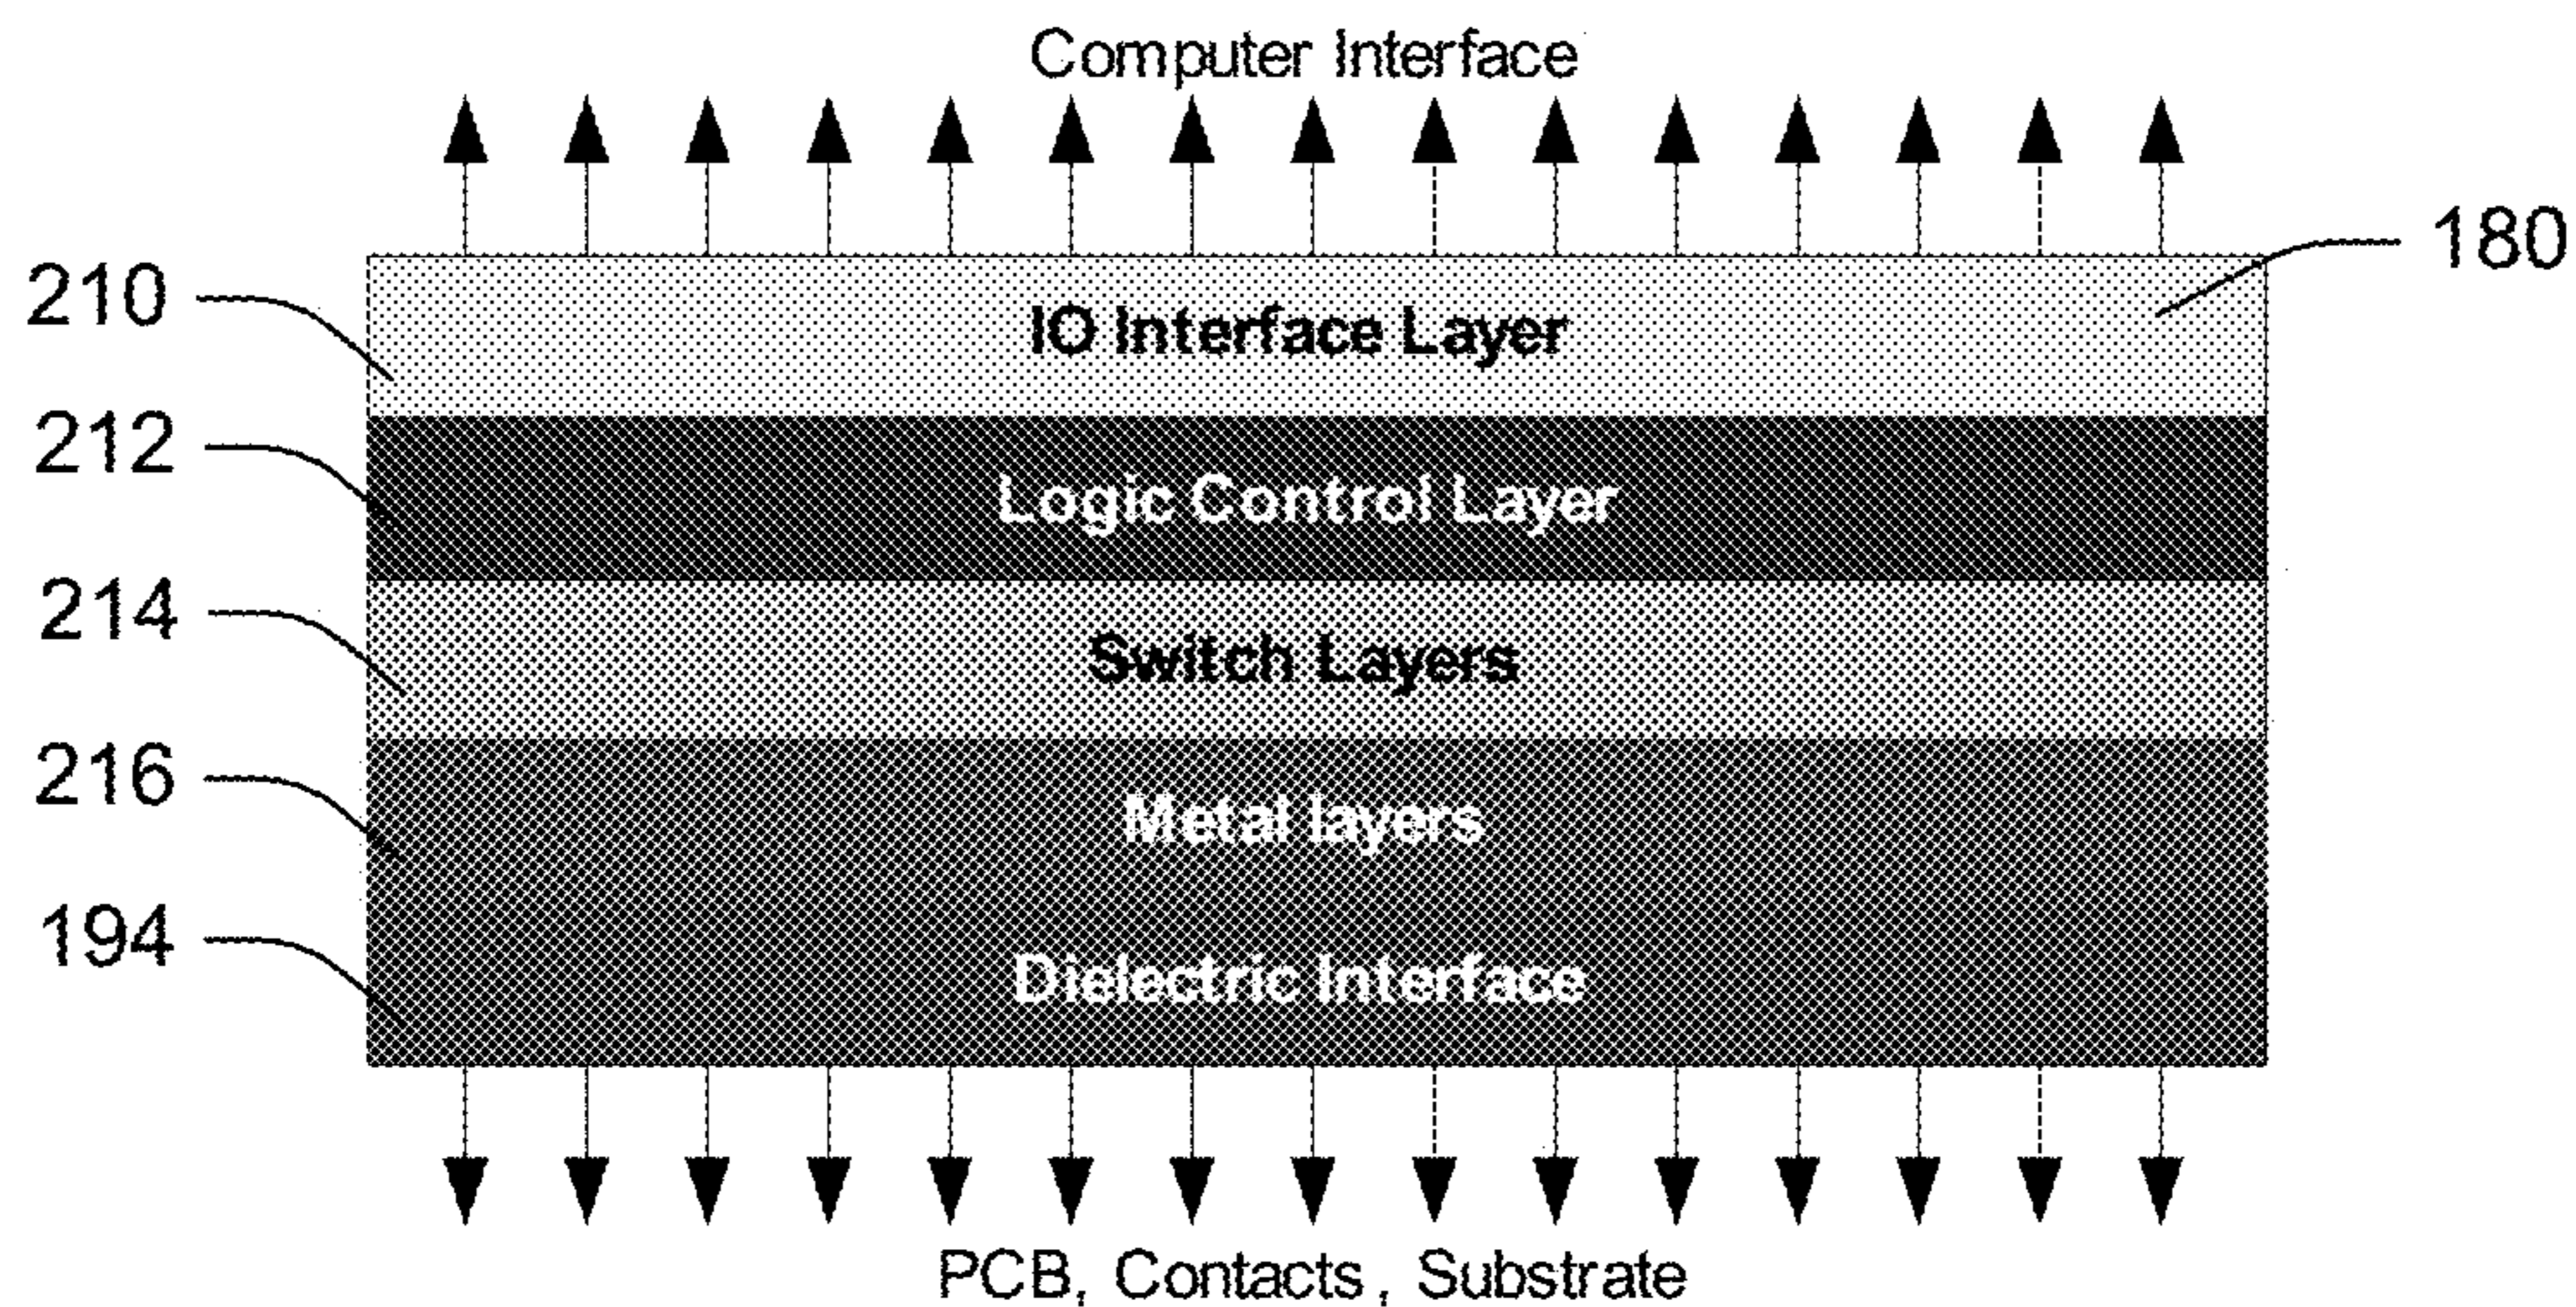 Computer Interface
180
210
IO Interface Layer
212
Logic Control Layer
214
Switch Layers
216
Metal layers
194
Dielectric Interface
PCB, Contacts, Substrate